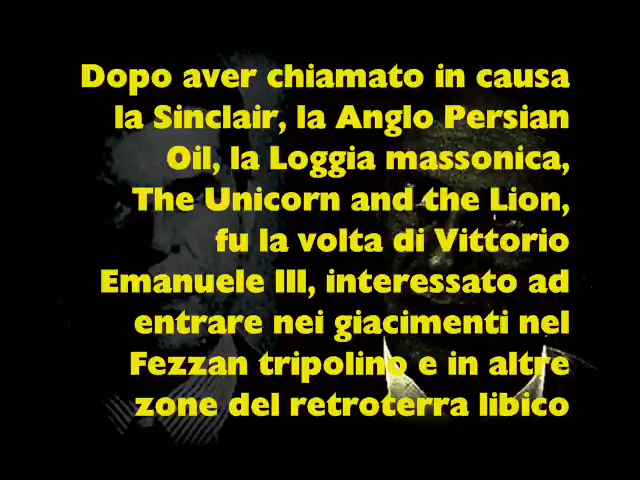 Dopo aver chiamato in causa
la Sinclair, la Anglo Persian
Oil, la Loggia massonica,
The Unicorn and the Lion,
fu la volta di Vittorio
Emanuele III, interessato ad
entrare nei giacimenti nel
Fezzan tripolino e in altre
zone del retroterra libico